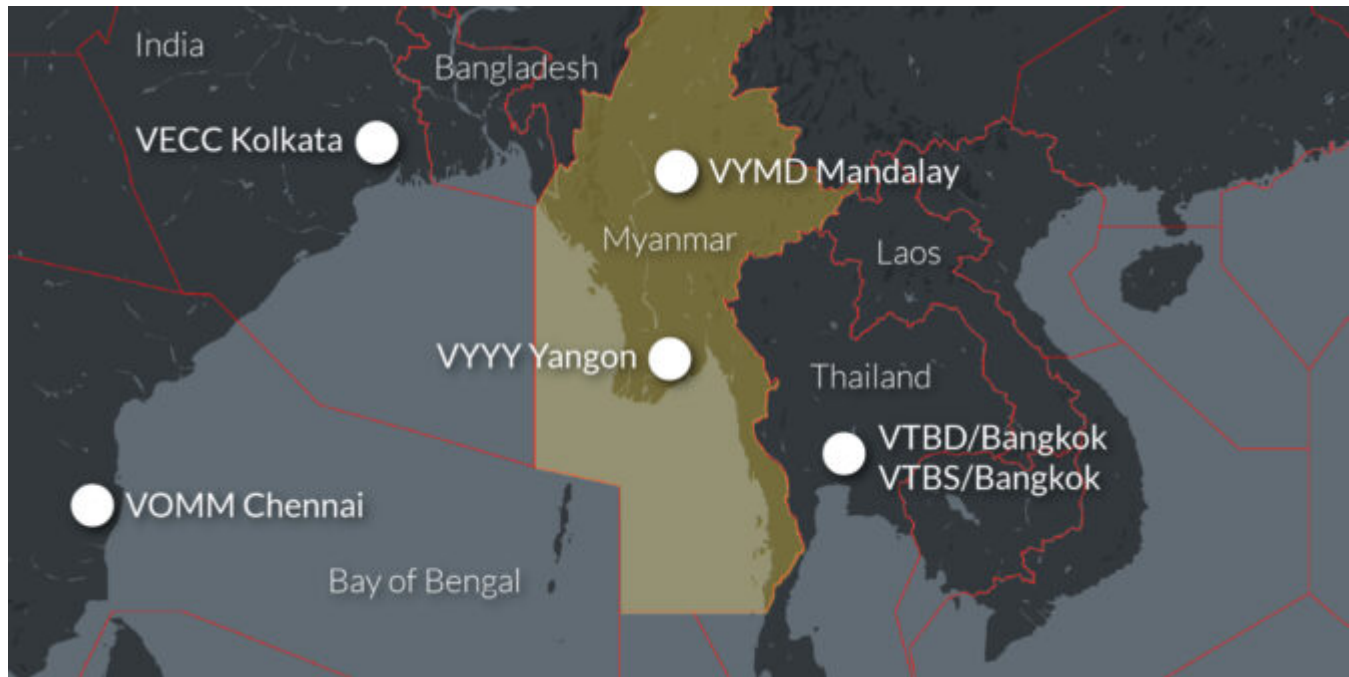 India
Bangladesh
VECC Kolkata
VYMD Mandalay
Myanmar
Laos
VYYY Yangon
Thailand
VTBD/Bangkok
VTBS/Bangkok
VOMM Chennai
Bay of Bengal